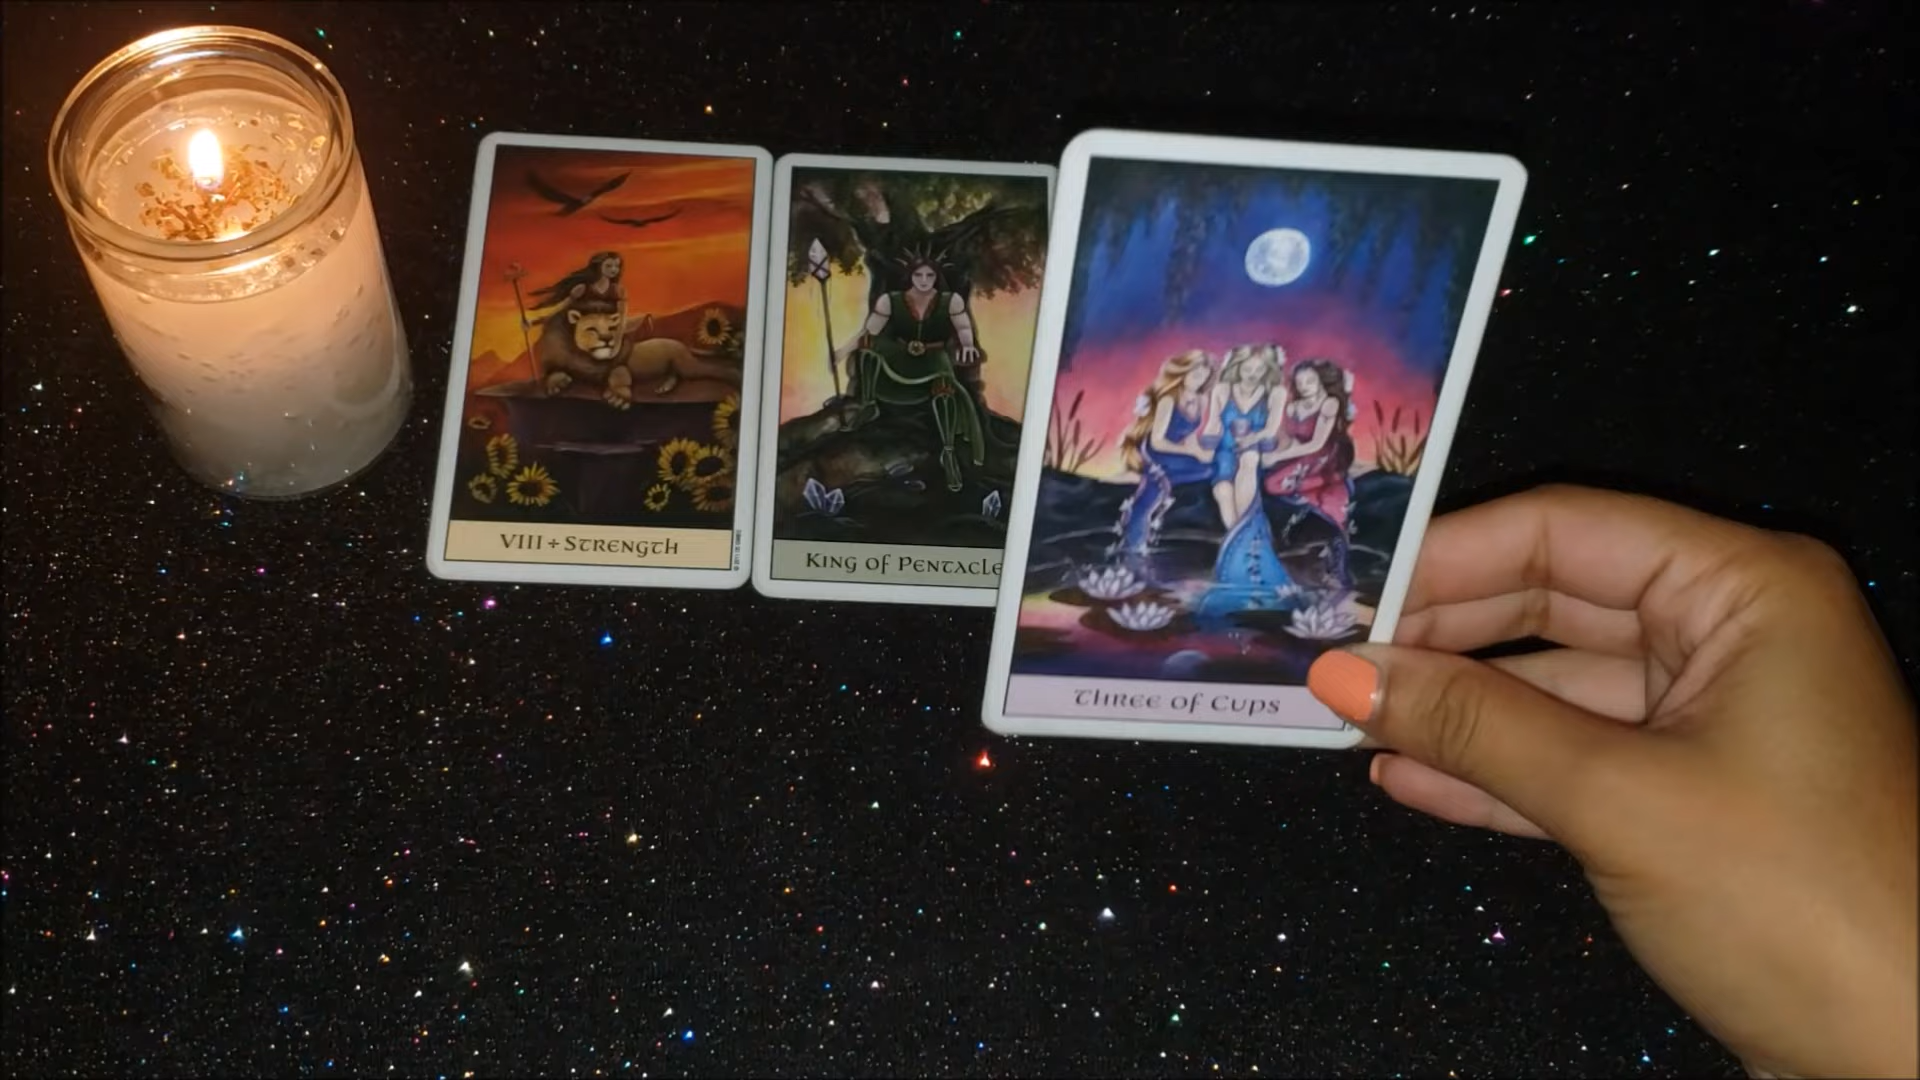 VIII + Strength
King of Pentacle
Three of Cups